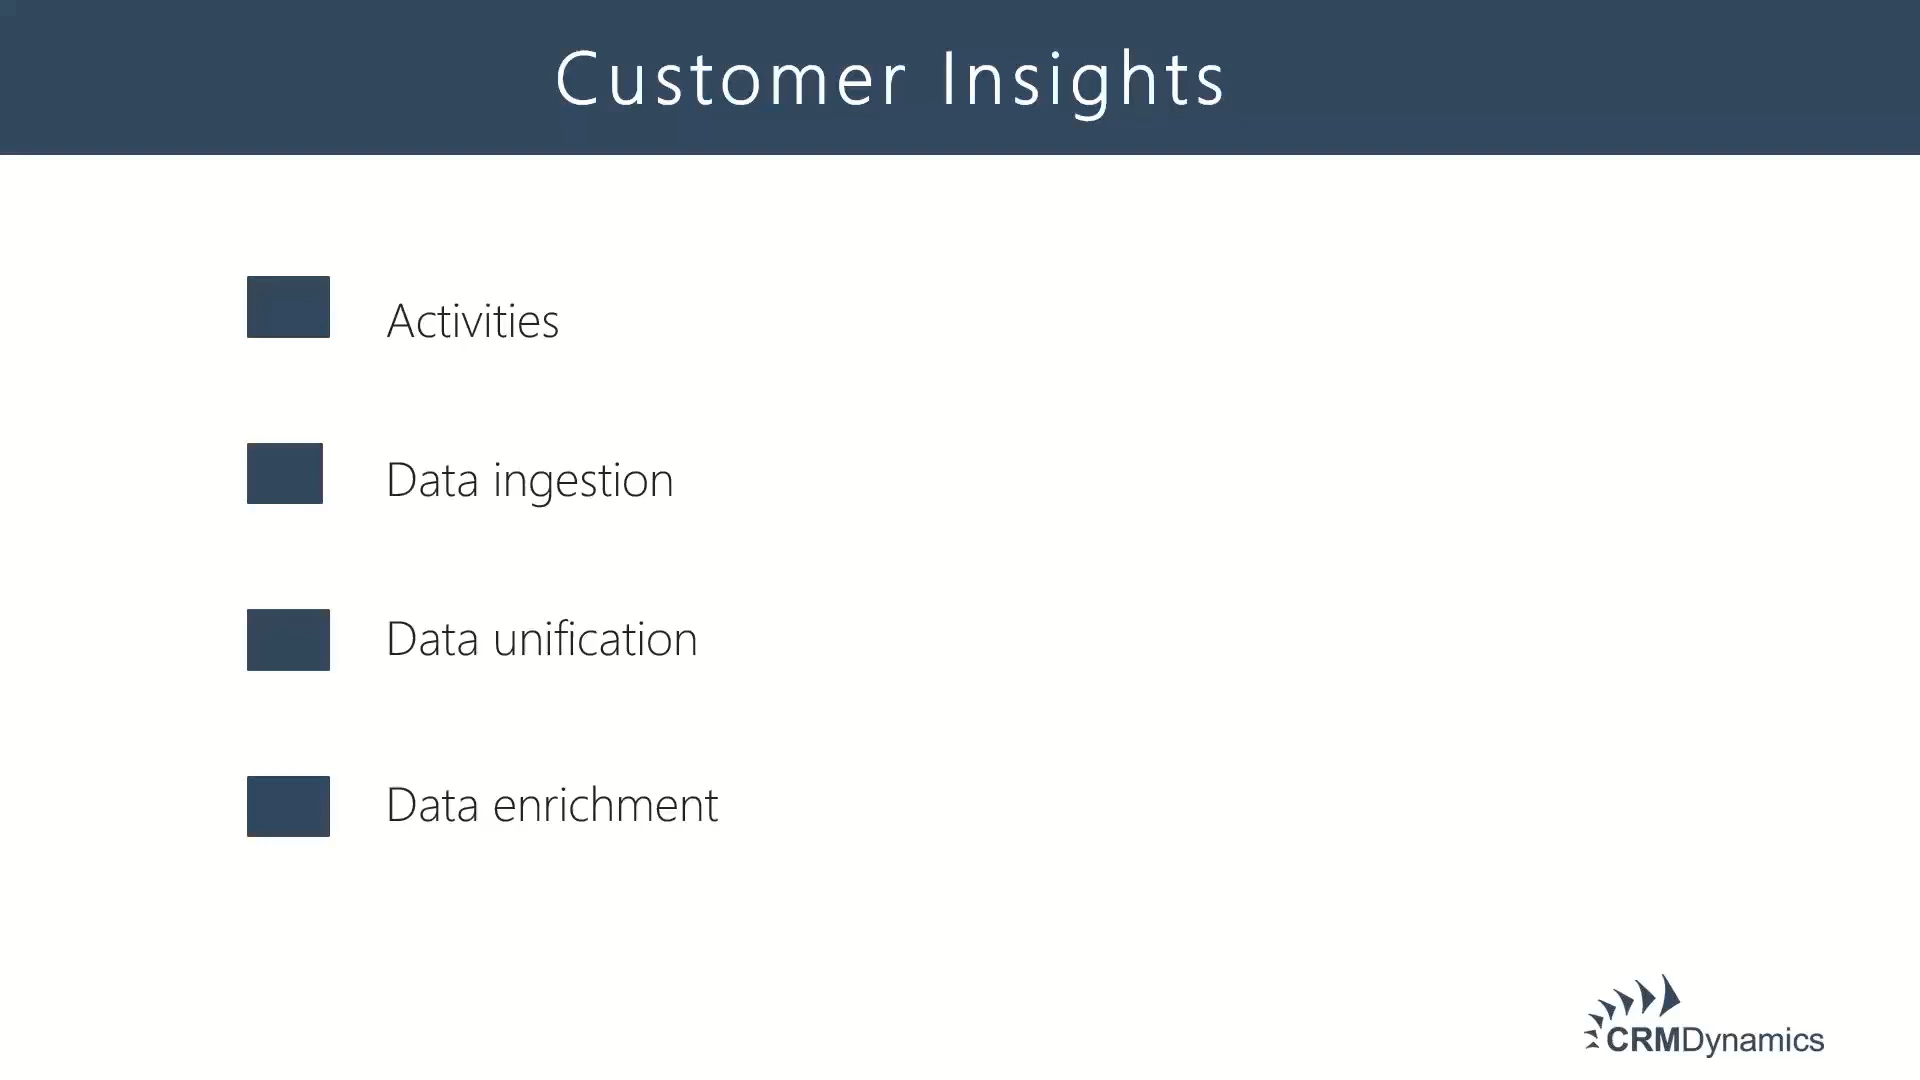 Customer Insights
Activities
Data ingestion
Data unification
Data enrichment
CRMDynamics